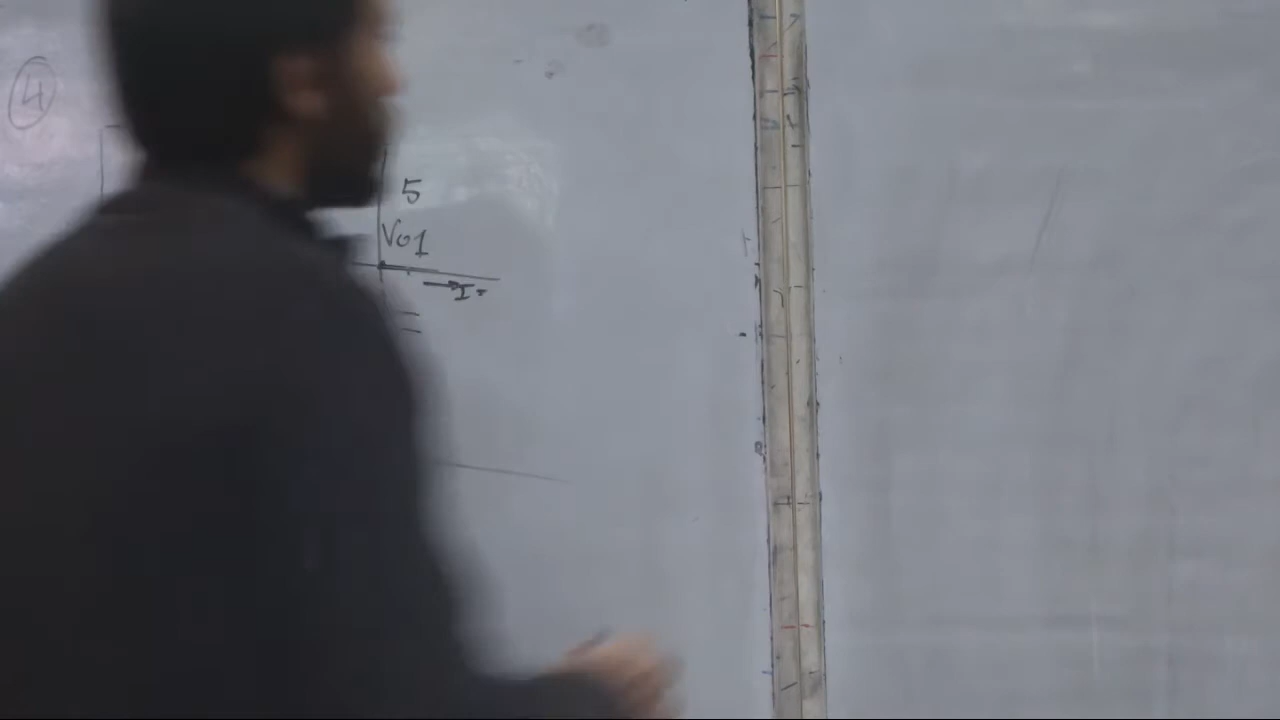 ④
5
Vo1
→ I =